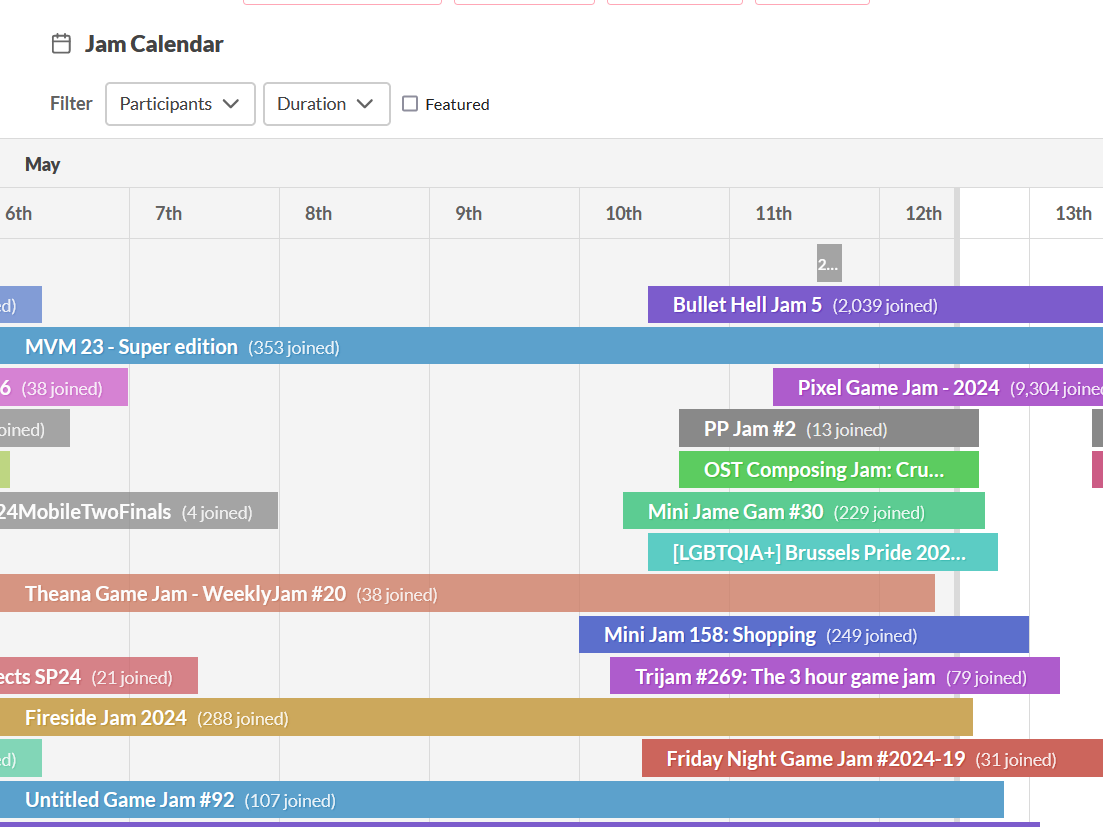 Jam Calendar
Filter Participants Duration Featured
May
6th 7th 8th 9th 10th 11th 12th 13th
2...
ed) Bullet Hell Jam 5 (2,039 joined)
MVM 23 - Super edition (353 joined)
6 (38 joined) Pixel Game Jam - 2024 (9,304 joined
oined) PP Jam #2 (13 joined)
OST Composing Jam: Cru...
24MobileTwoFinals (4 joined) Mini Jame Gam #30 (229 joined)
[LGBTQIA+] Brussels Pride 202...
Theana Game Jam - WeeklyJam #20 (38 joined)
Mini Jam 158: Shopping (249 joined)
ects SP24 (21 joined) Trijam #269: The 3 hour game jam (79 joined)
Fireside Jam 2024 (288 joined)
ed) Friday Night Game Jam #2024-19 (31 joined)
Untitled Game Jam #92 (107 joined)